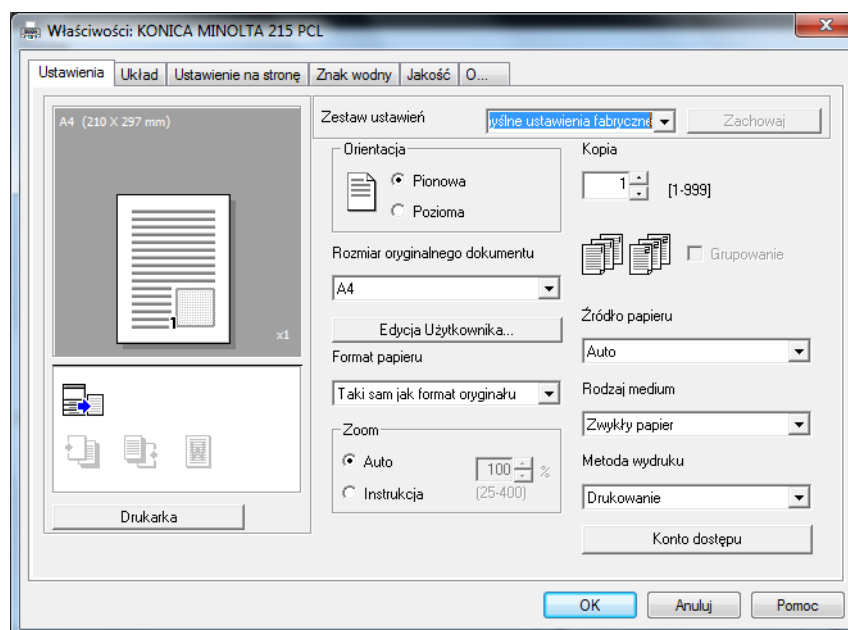 Właściwości: KONICA MINOLTA 215 PCL
Ustawienia Układ Ustawienie na stronę Znak wodny Jakość O...
A4 (210 X 297 mm)
1
x1
Drukarka
Zestaw ustawień ustawienia fabryczne Zachowaj
Orientacja
Pionowa
Pozioma
Rozmiar oryginalnego dokumentu
A4
Edycja Użytkownika...
Format papieru
Taki sam jak format oryginału
Zoom
Auto
100 %
Instrukcja (25-400)
Kopia
1 [1-999]
Grupowanie
Źródło papieru
Auto
Rodzaj medium
Zwykły papier
Metoda wydruku
Drukowanie
Konto dostępu
OK Anuluj Pomoc